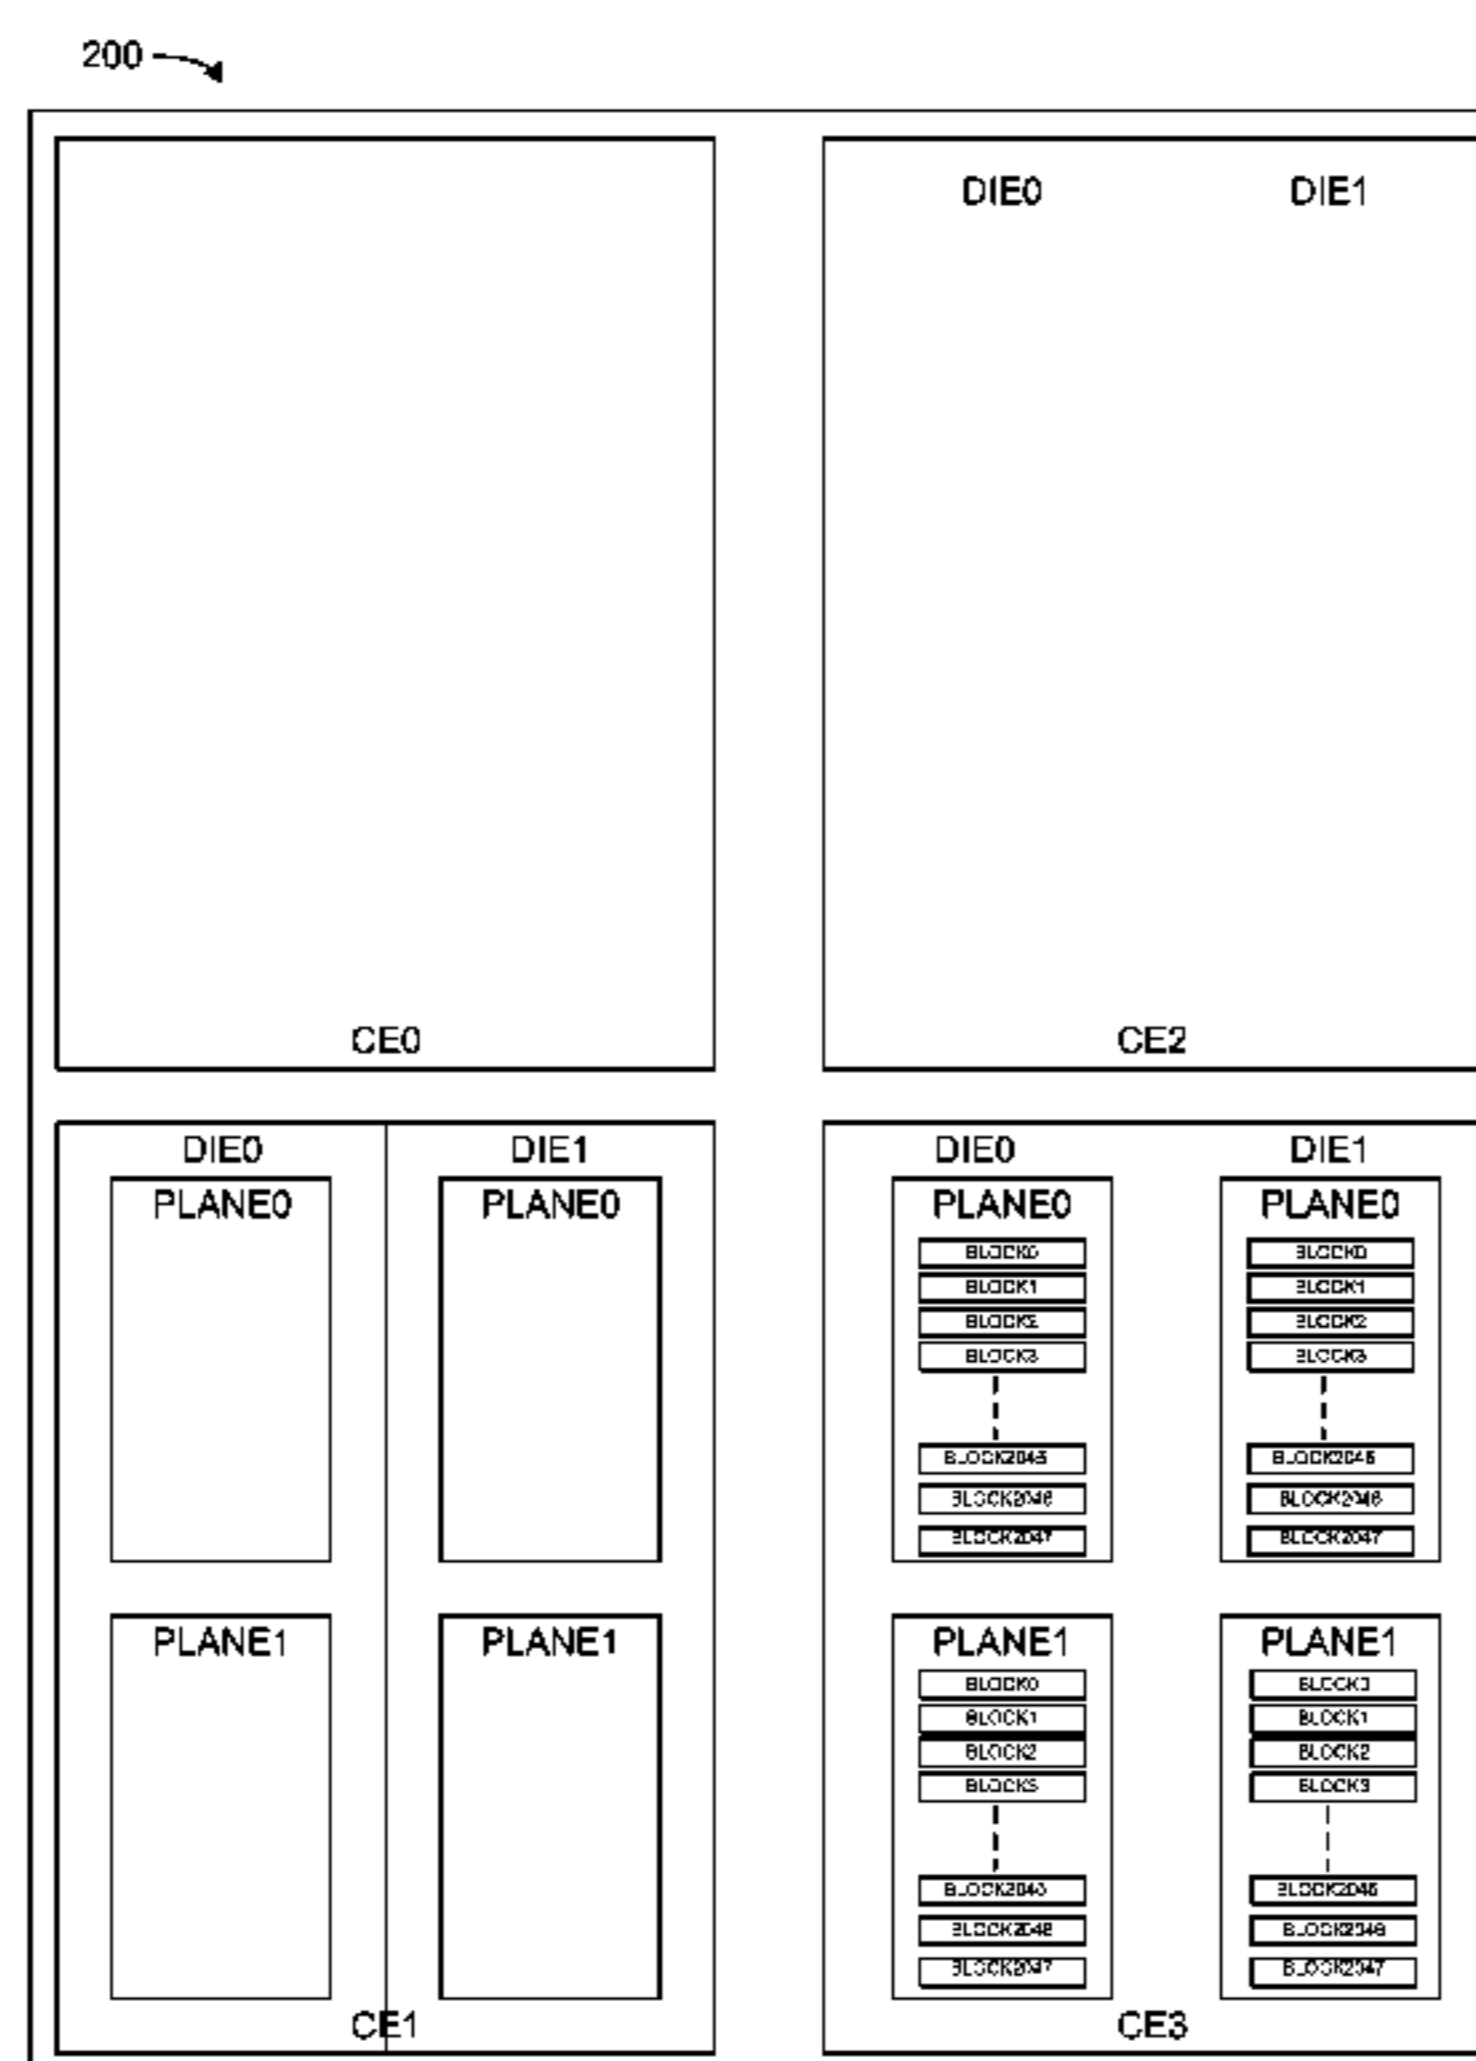 200
DIE0 DIE1
CE0 CE2
DIE0 DIE1 DIE0 DIE1
PLANE0 PLANE0 PLANE0 PLANE0
BLOCK0 BLOCK0
BLOCK1 BLOCK1
BLOCK2 BLOCK2
BLOCK3 BLOCK3
BLOCK2045 BLOCK2045
BLOCK2046 BLOCK2046
BLOCK2047 BLOCK2047
PLANE1 PLANE1 PLANE1 PLANE1
BLOCK0 BLOCK0
BLOCK1 BLOCK1
BLOCK2 BLOCK2
BLOCK3 BLOCK3
BLOCK2045 BLOCK2045
BLOCK2046 BLOCK2046
BLOCK2047 BLOCK2047
CE1 CE3